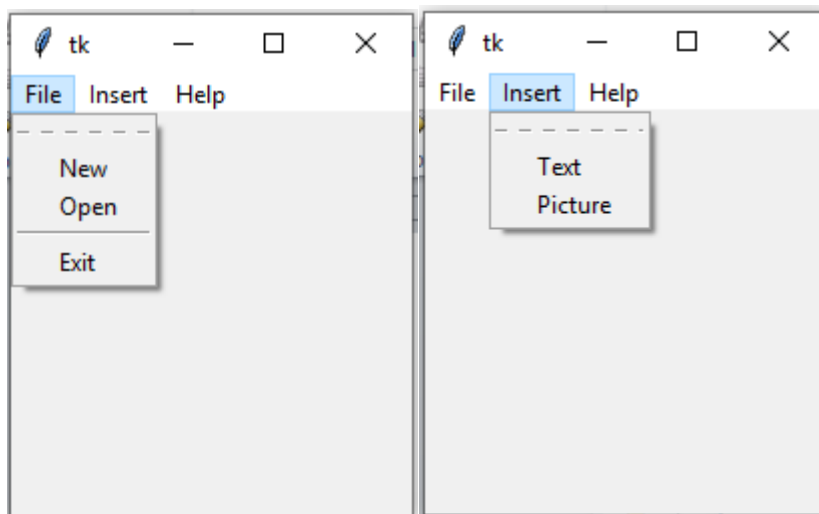 tk
File Insert Help
New
Open
Exit
tk
File Insert Help
Text
Picture